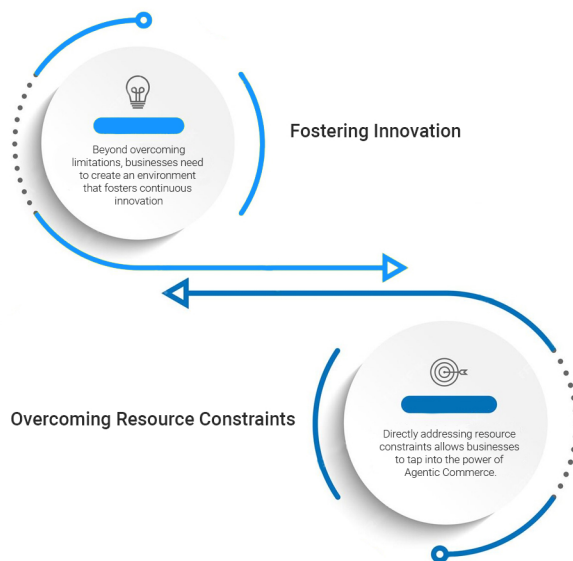 Beyond overcoming
limitations, businesses need
to create an environment
that fosters continuous
innovation
Fostering Innovation
Overcoming Resource Constraints
Directly addressing resource
constraints allows businesses
to tap into the power of
Agentic Commerce.